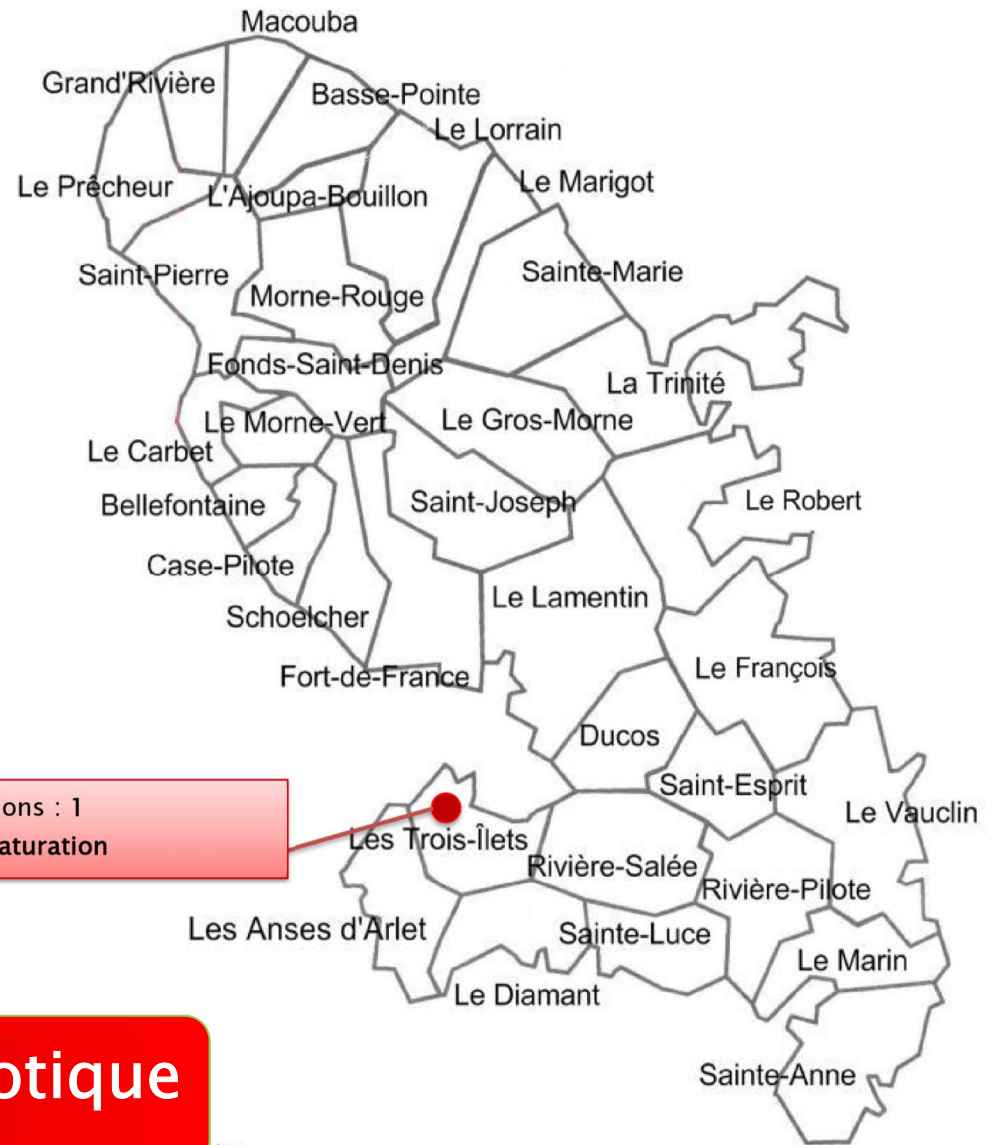 Macouba
Grand'Rivière
Basse-Pointe
Le Lorrain
Le Prêcheur
L'Ajoupa-Bouillon
Le Marigot
Saint-Pierre
Morne-Rouge
Sainte-Marie
Fonds-Saint-Denis
La Trinité
Le Morne-Vert
Le Gros-Morne
Le Carbet
Bellefontaine
Saint-Joseph
Le Robert
Case-Pilote
Schoelcher
Le Lamentin
Fort-de-France
Le François
Ducos
Saint-Esprit
Le Vauclin
ons : 1
aturation
Les Trois-Îlets
Rivière-Salée
Rivière-Pilote
Les Anses d'Arlet
Sainte-Luce
Le Marin
Le Diamant
Sainte-Anne
otique